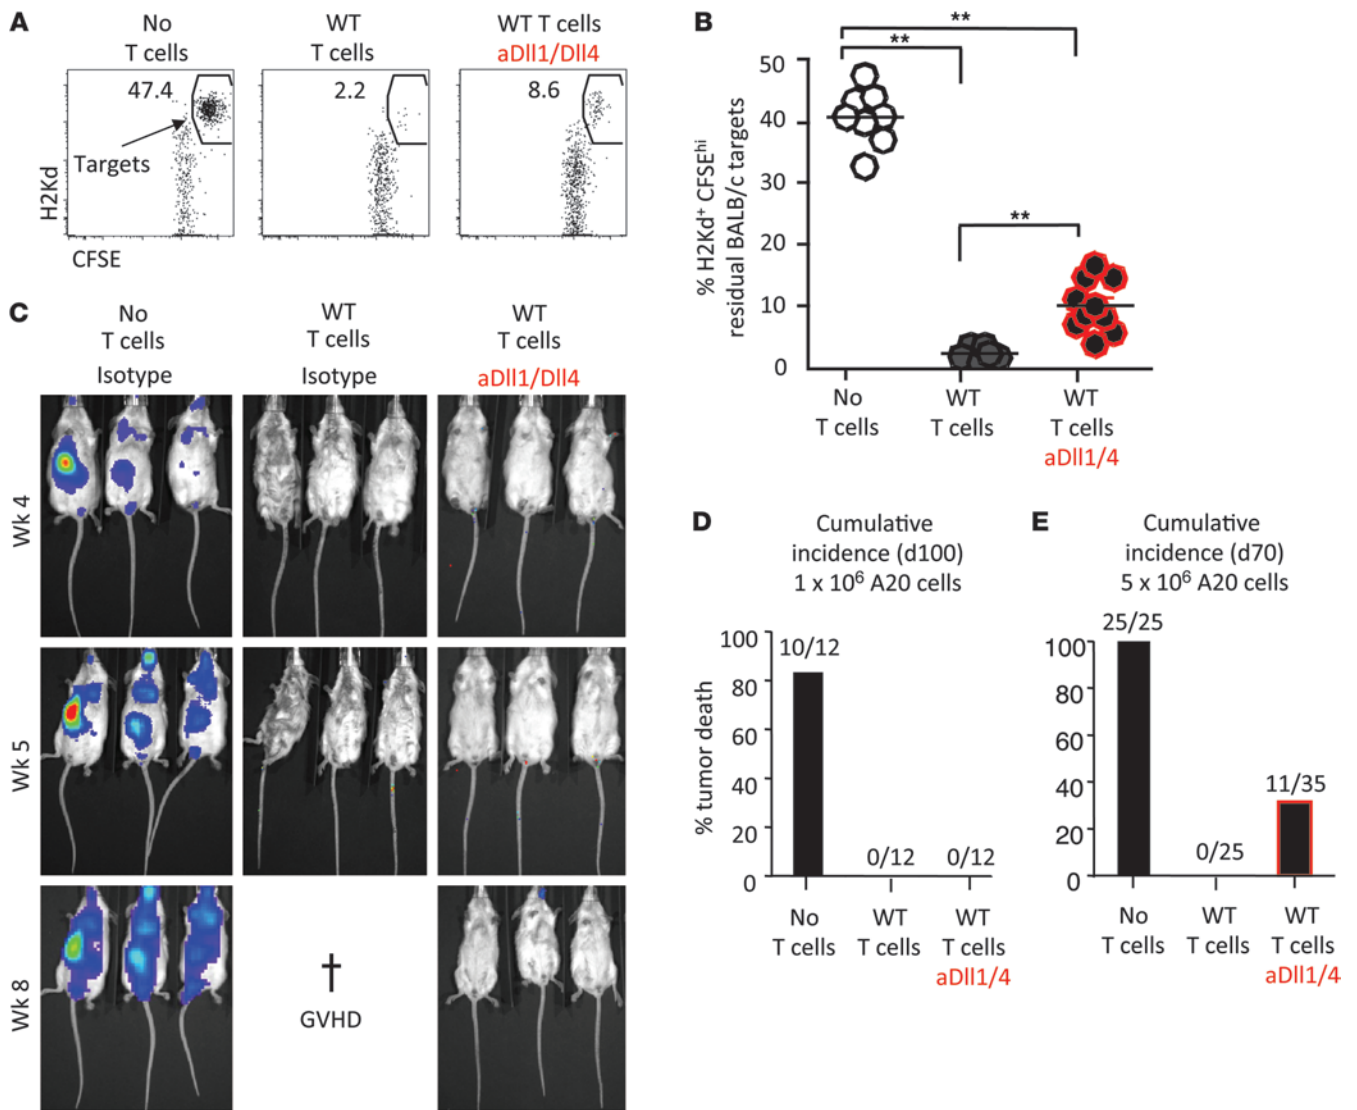 A
No
T cells
WT
T cells
WT T cells
aDll1/Dll4
47.4
2.2
8.6
Targets
H2Kd
CFSE
B
**
**
**
% H2Kd⁺ CFSEʰⁱ
residual BALB/c targets
50
40
30
20
10
0
No
T cells
WT
T cells
WT
T cells
aDll1/4
C
No
T cells
Isotype
WT
T cells
Isotype
WT
T cells
aDll1/Dll4
Wk 4
Wk 5
Wk 8
†
GVHD
D
Cumulative
incidence (d100)
1 x 10⁶ A20 cells
% tumor death
100
80
60
40
20
0
10/12
0/12
0/12
No
T cells
WT
T cells
WT
T cells
aDll1/4
E
Cumulative
incidence (d70)
5 x 10⁶ A20 cells
25/25
100
80
60
40
20
0
0/25
11/35
No
T cells
WT
T cells
WT
T cells
aDll1/4